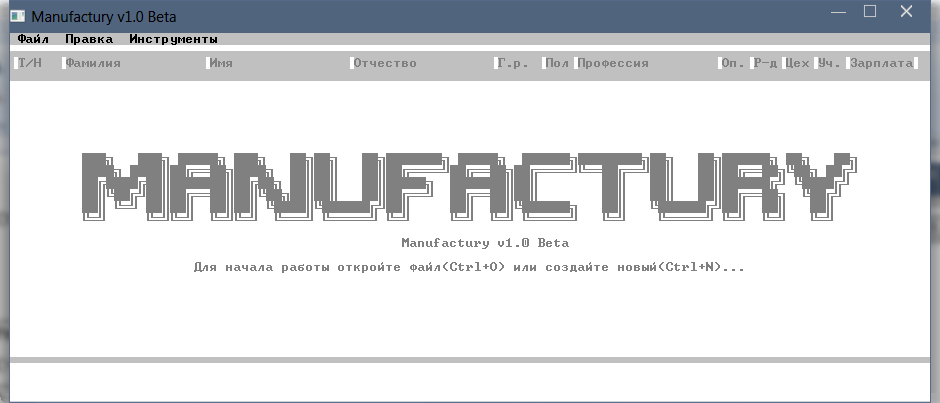 Manufactury v1.0 Beta
Файл Правка Инструменты
Т/Н Фамилия Имя Отчество Г.р. Пол Профессия Оп. Р-д Цех Уч. Зарплата
MANUFACTURY
Manufactury v1.0 Beta
Для начала работы откройте файл(Ctrl+O) или создайте новый(Ctrl+N)...